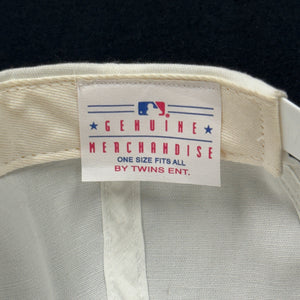 GENUINE
MERCHANDISE
ONE SIZE FITS ALL
BY TWINS ENT.